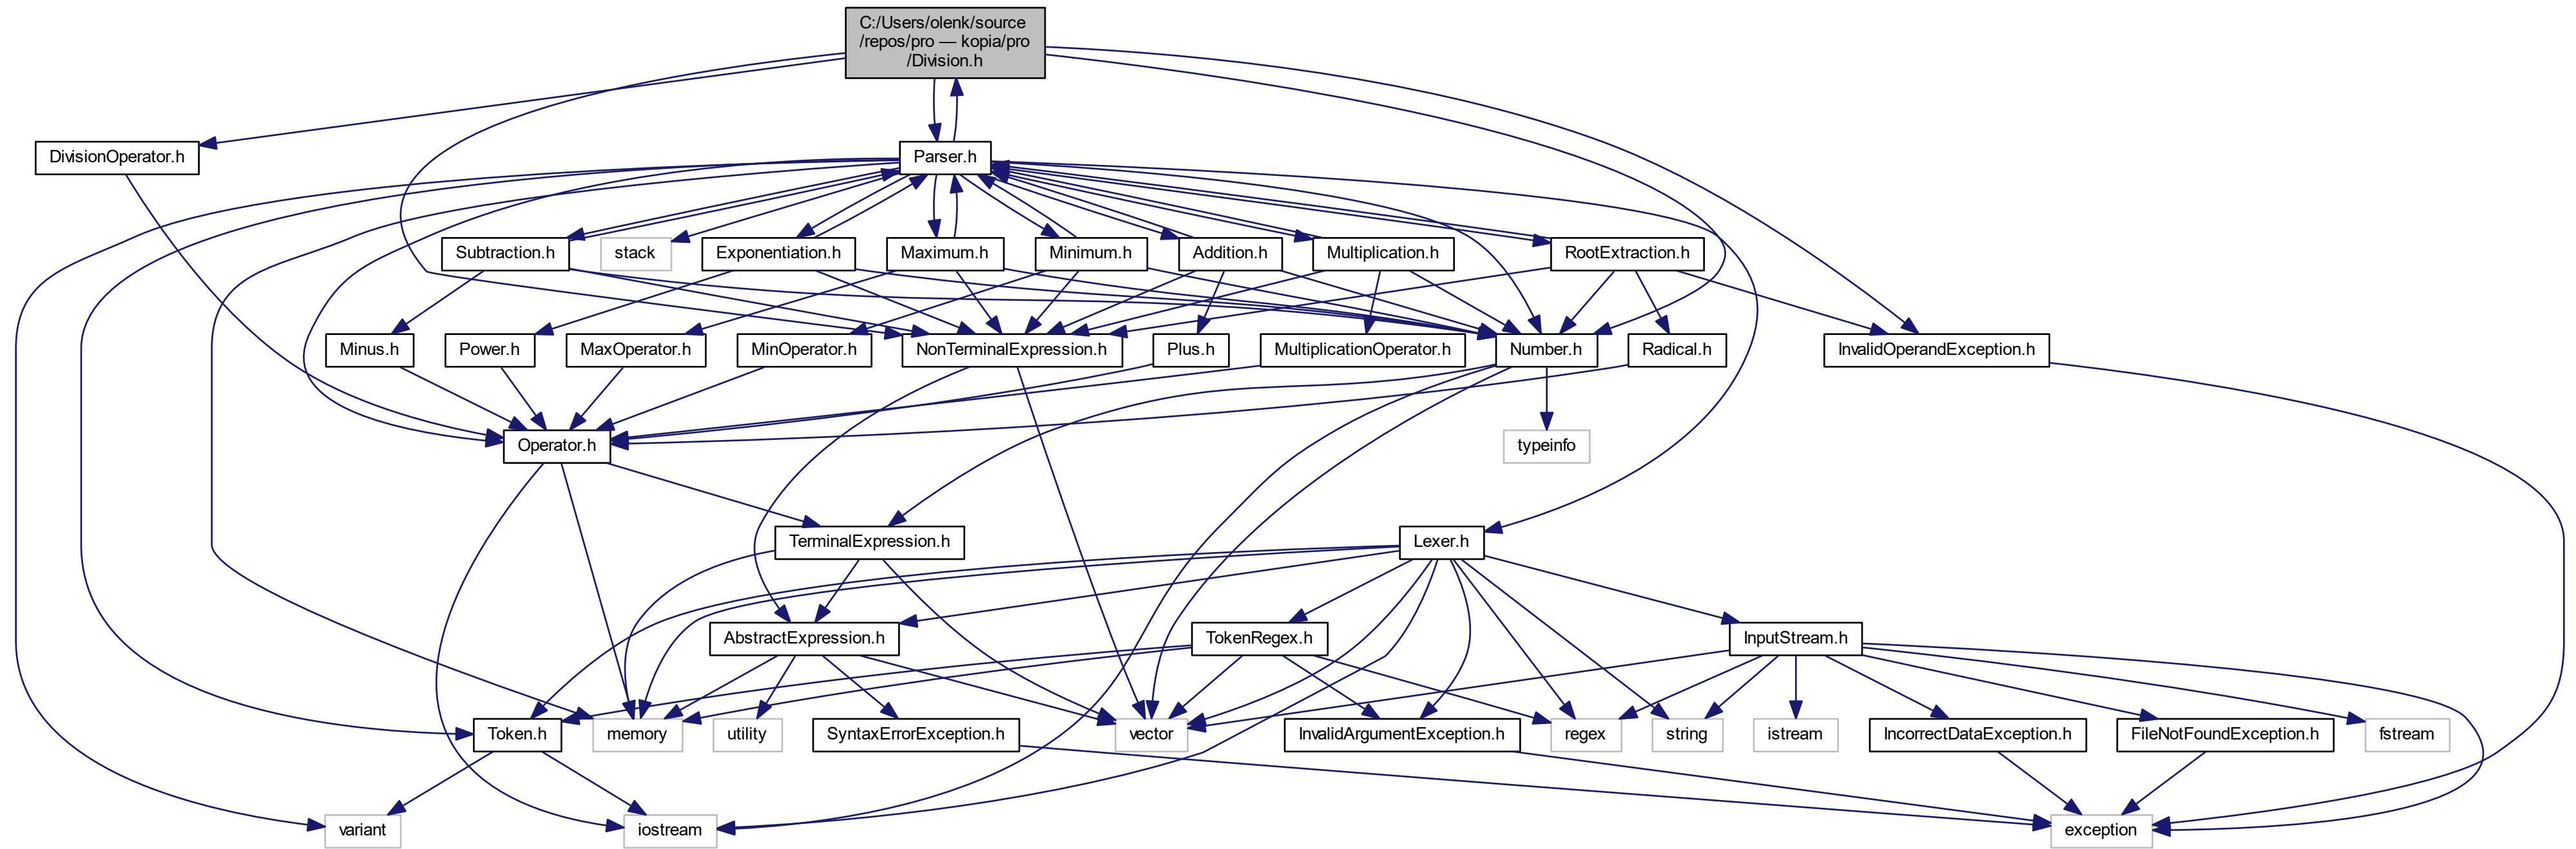 C:/Users/olenk/source
/repos/pro — kopia/pro
/Division.h
DivisionOperator.h
Parser.h
Subtraction.h
stack
Exponentiation.h
Maximum.h
Minimum.h
Addition.h
Multiplication.h
RootExtraction.h
Minus.h
Power.h
MaxOperator.h
MinOperator.h
NonTerminalExpression.h
Plus.h
MultiplicationOperator.h
Number.h
Radical.h
InvalidOperandException.h
Operator.h
typeinfo
TerminalExpression.h
Lexer.h
AbstractExpression.h
TokenRegex.h
InputStream.h
Token.h
memory
utility
SyntaxErrorException.h
vector
InvalidArgumentException.h
regex
string
istream
IncorrectDataException.h
FileNotFoundException.h
fstream
variant
iostream
exception